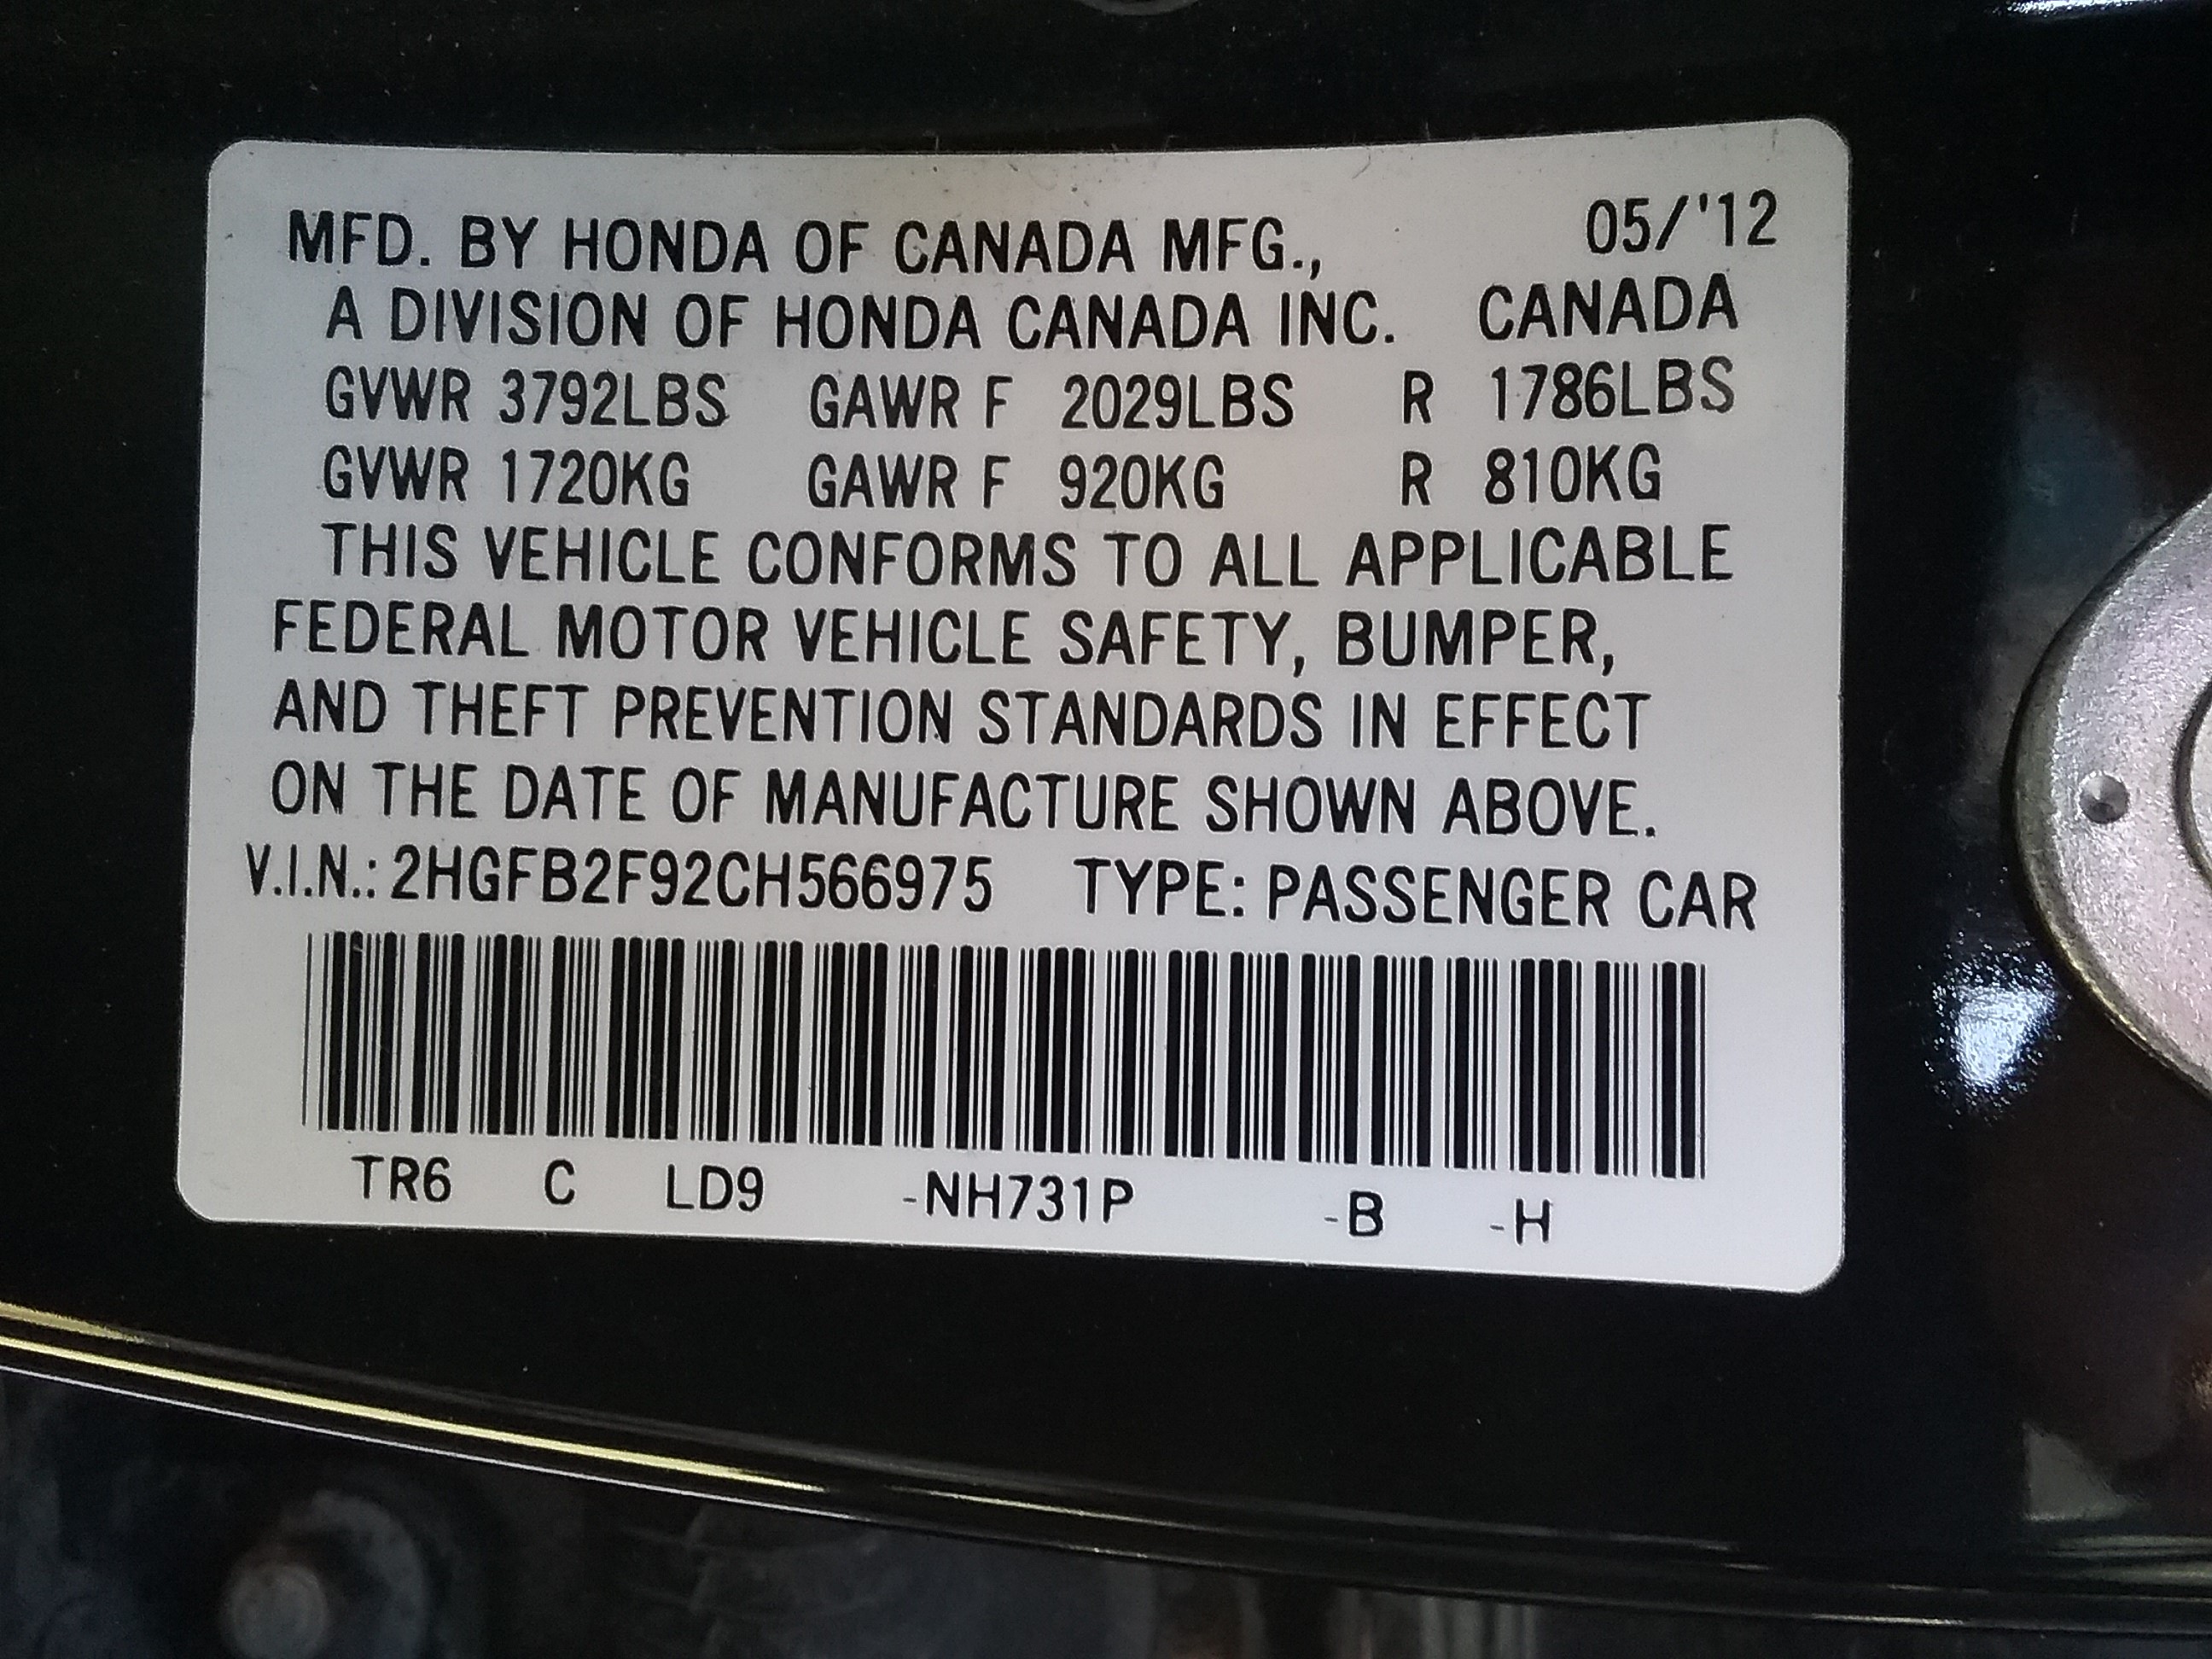 MFD. BY HONDA OF CANADA MFG., 05/'12
A DIVISION OF HONDA CANADA INC. CANADA
GVWR 3792LBS GAWR F 2029LBS R 1786LBS
GVWR 1720KG GAWR F 920KG R 810KG
THIS VEHICLE CONFORMS TO ALL APPLICABLE
FEDERAL MOTOR VEHICLE SAFETY, BUMPER,
AND THEFT PREVENTION STANDARDS IN EFFECT
ON THE DATE OF MANUFACTURE SHOWN ABOVE.
V.I.N.: 2HGFB2F92CH566975 TYPE: PASSENGER CAR
TR6 C LD9 -NH731P -B -H